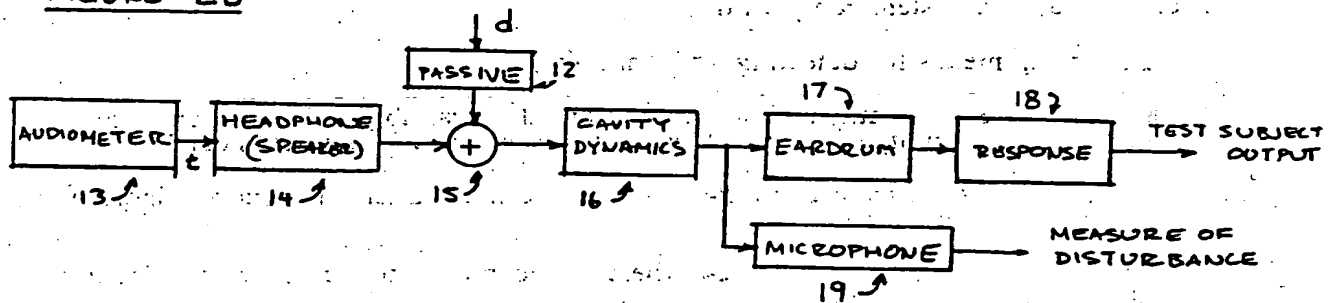 d
PASSIVE 12
17
18
AUDIOMETER
t
HEADPHONE
(SPEAKER)
+
CAVITY
DYNAMICS
EARDRUM
RESPONSE
TEST SUBJECT
OUTPUT
13
14
15
16
MICROPHONE
MEASURE OF
DISTURBANCE
19